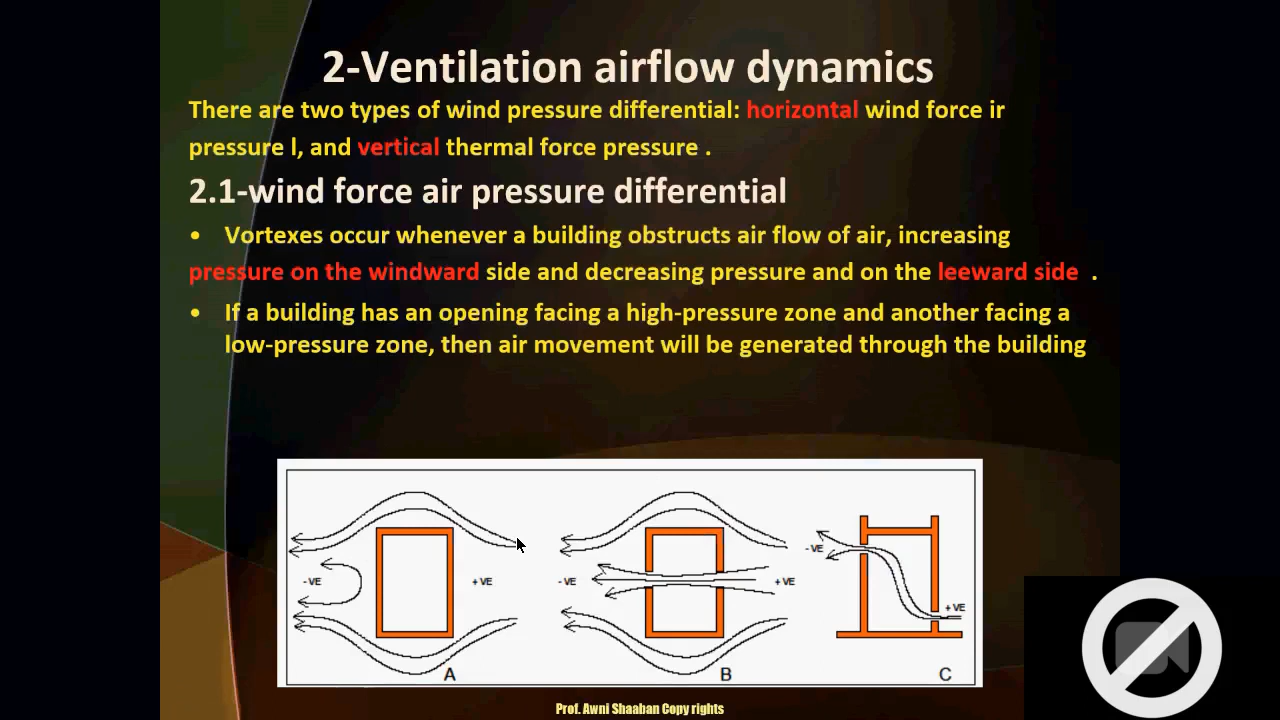 2-Ventilation airflow dynamics
There are two types of wind pressure differential: horizontal wind force ir
pressure l, and vertical thermal force pressure .
2.1-wind force air pressure differential
• Vortexes occur whenever a building obstructs air flow of air, increasing
pressure on the windward side and decreasing pressure and on the leeward side .
• If a building has an opening facing a high-pressure zone and another facing a
low-pressure zone, then air movement will be generated through the building
- VE
+ VE
A
- VE
+ VE
B
- VE
+ VE
C
Prof. Awni Shaaban Copy rights